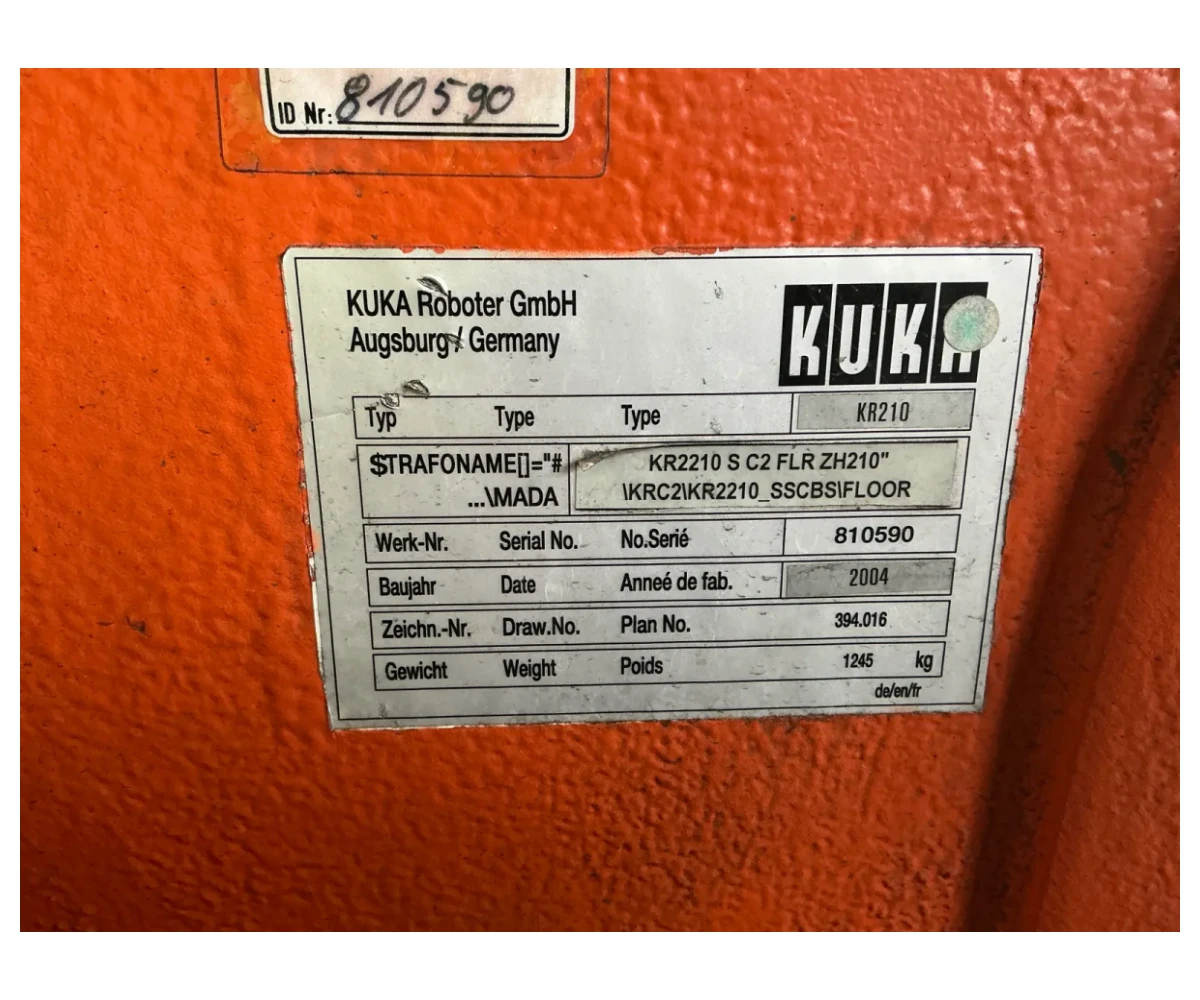 ID Nr: 810590
KUKA Roboter GmbH
Augsburg / Germany
KUKA
Typ Type Type KR210
$TRAFONAME[]="# KR2210 S C2 FLR ZH210"
...\MADA \KRC2\KR2210_SSCBS\FLOOR
Werk-Nr. Serial No. No.Serié 810590
Baujahr Date Anneé de fab. 2004
Zeichn.-Nr. Draw.No. Plan No. 394.016
Gewicht Weight Poids 1245 kg
de/en/fr